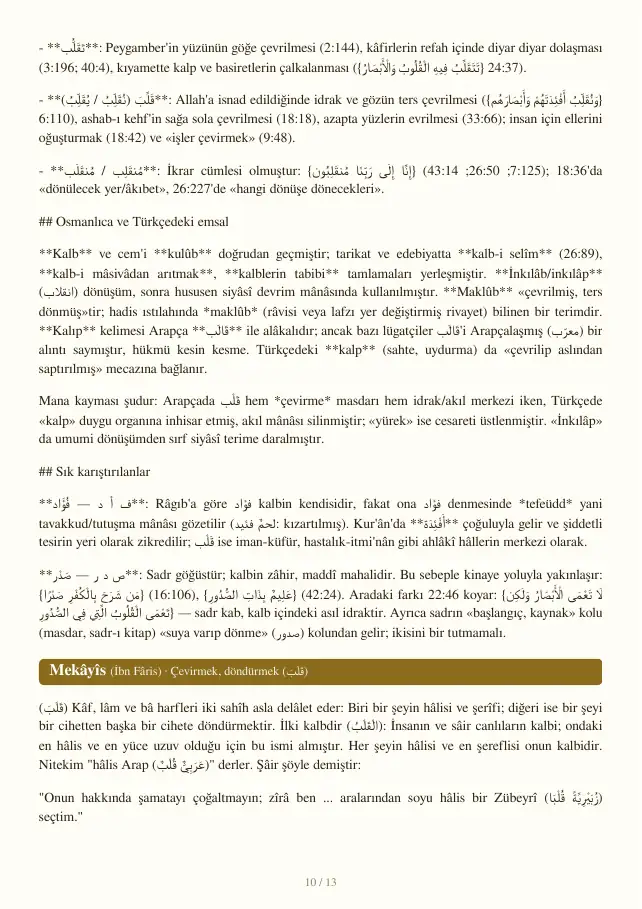 - **تَقَلُّب**: Peygamber'in yüzünün göğe çevrilmesi (2:144), kâfirlerin refah içinde diyar diyar dolaşması
(3:196; 40:4), kıyamette kalp ve basiretlerin çalkalanması ({تَتَقَلَّبُ فِيهِ الْقُلُوبُ وَالْأَبْصَارُ} 24:37).
- **قَلَّبَ (نُقَلِّبُ / يُقَلِّبُ)**: Allah'a isnad edildiğinde idrak ve gözün ters çevrilmesi ({وَنُقَلِّبُ أَفْئِدَتَهُمْ وَأَبْصَارَهُم}
6:110), ashab-ı kehf'in sağa sola çevrilmesi (18:18), azapta yüzlerin evrilmesi (33:66); insan için ellerini
oğuşturmak (18:42) ve «işler çevirmek» (9:48).
- **مُنقَلِب / مُنقَلَب**: İkrar cümlesi olmuştur: {إِنَّا إِلَى رَبِّنَا مُنقَلِبُون} (7:125; 26:50; 43:14) 18:36'da
«dönülecek yer/âkıbet», 26:227'de «hangi dönüşe dönecekleri».
## Osmanlıca ve Türkçedeki emsal
**Kalb** ve cem'i **kulûb** doğrudan geçmiştir; tarikat ve edebiyatta **kalb-i selîm** (26:89),
**kalb-i mâsivâdan arıtmak**, **kalblerin tabibi** tamlamaları yerleşmiştir. **İnkılâb/inkılâp**
(انقلاب) dönüşüm, sonra hususen siyâsî devrim mânâsında kullanılmıştır. **Maklûb** «çevrilmiş, ters
dönmüş»tir; hadis ıstılahında *maklûb* (râvisi veya lafzı yer değiştirmiş rivayet) bilinen bir terimdir.
**Kalıp** kelimesi Arapça **قالَب** ile alâkalıdır; ancak bazı lügatçiler قالَب'i Arapçalaşmış (معرّب) bir
alıntı saymıştır, hükmü kesin kesme. Türkçedeki **kalp** (sahte, uydurma) da «çevrilip aslından
saptırılmış» mecazına bağlanır.
Mana kayması şudur: Arapçada قَلْب hem *çevirme* masdarı hem idrak/akıl merkezi iken, Türkçede
«kalp» duygu organına inhisar etmiş, akıl mânâsı silinmiştir; «yürek» ise cesareti üstlenmiştir. «İnkılâp»
da umumi dönüşümden sırf siyâsî terime daralmıştır.
## Sık karıştırılanlar
**ف أ د — فُؤَاد**: Râgıb'a göre فؤاد kalbin kendisidir, fakat ona فؤاد denmesinde *tefeüdd* yani
tavakkud/tutuşma mânâsı gözetilir (لحمٌ فئيد: kızartılmış). Kur'ân'da **أَفْئِدَة** çoğuluyla gelir ve şiddetli
tesirin yeri olarak zikredilir; قَلْب ise iman-küfür, hastalık-itmi'nân gibi ahlâkî hâllerin merkezi olarak.
**ص د ر — صَدْر**: Sadr göğüstür; kalbin zâhir, maddî mahalidir. Bu sebeple kinaye yoluyla yakınlaşır:
{مَن شَرَحَ بِالْكُفْرِ صَدْرًا} (16:106), {عَلِيمٌ بِذَاتِ الصُّدُورِ} (42:24). Aradaki farkı 22:46 koyar: {لَا تَعْمَى الْأَبْصَارُ وَلَكِن
تَعْمَى الْقُلُوبُ الَّتِي فِي الصُّدُورِ} — sadr kab, kalb içindeki asıl idraktir. Ayrıca sadrın «başlangıç, kaynak» kolu
(masdar, sadr-ı kitap) «suya varıp dönme» (صدور) kolundan gelir; ikisini bir tutmamalı.
Mekâyîs (İbn Fâris) · Çevirmek, döndürmek (قلب)
(قَلَبَ) Kâf, lâm ve bâ harfleri iki sahîh asla delâlet eder: Biri bir şeyin hâlisi ve şerîfi; diğeri ise bir şeyi
bir cihetten başka bir cihete döndürmektir. İlki kalbdir (الْقَلْبُ): İnsanın ve sâir canlıların kalbi; ondaki
en hâlis ve en yüce uzuv olduğu için bu ismi almıştır. Her şeyin hâlisi ve en şereflisi onun kalbidir.
Nitekim "hâlis Arap (عَرَبِيٌّ قَلْبٌ)" derler. Şâir şöyle demiştir:
"Onun hakkında şamatayı çoğaltmayın; zîrâ ben ... aralarından soyu hâlis bir Zübeyrî (زُبَيْرِيَّةً قَلْبَا)
seçtim."
10 / 13